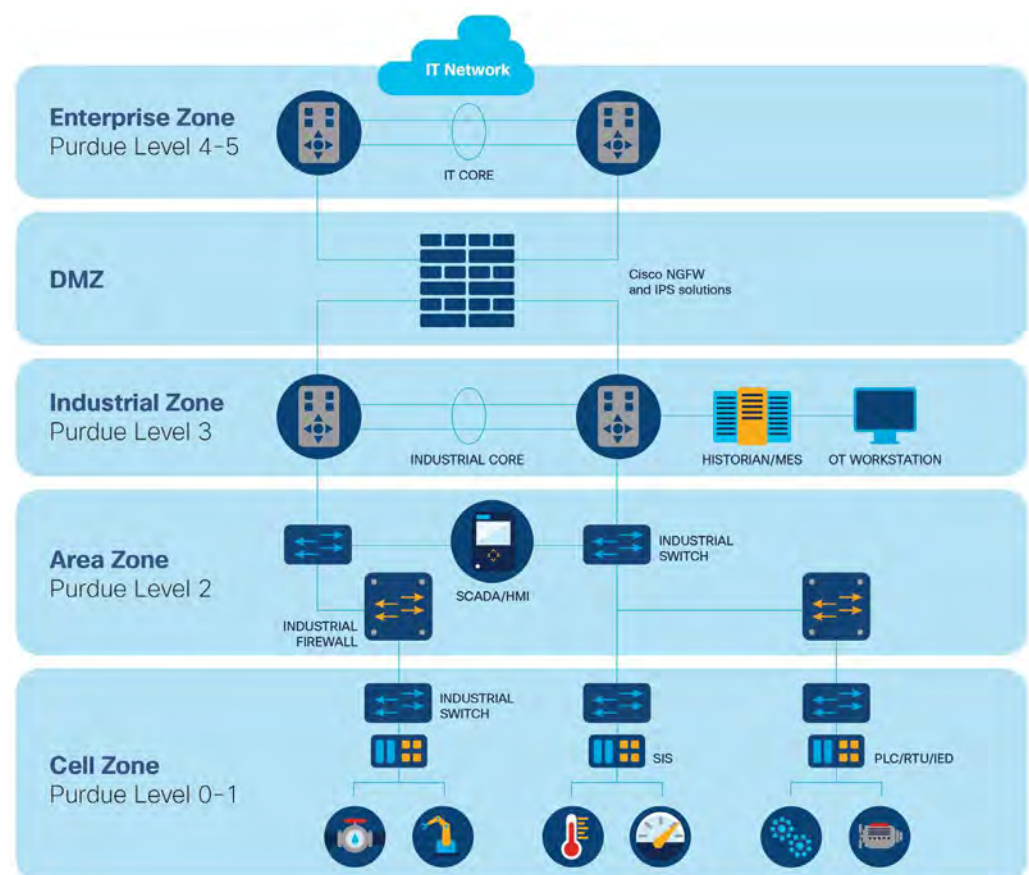 IT Network
Enterprise Zone
Purdue Level 4-5
IT CORE
DMZ
Cisco NGFW
and IPS solutions
Industrial Zone
Purdue Level 3
INDUSTRIAL CORE
HISTORIAN/MES
OT WORKSTATION
Area Zone
Purdue Level 2
SCADA/HMI
INDUSTRIAL
SWITCH
INDUSTRIAL
FIREWALL
INDUSTRIAL
SWITCH
Cell Zone
Purdue Level 0-1
SIS
PLC/RTU/IED